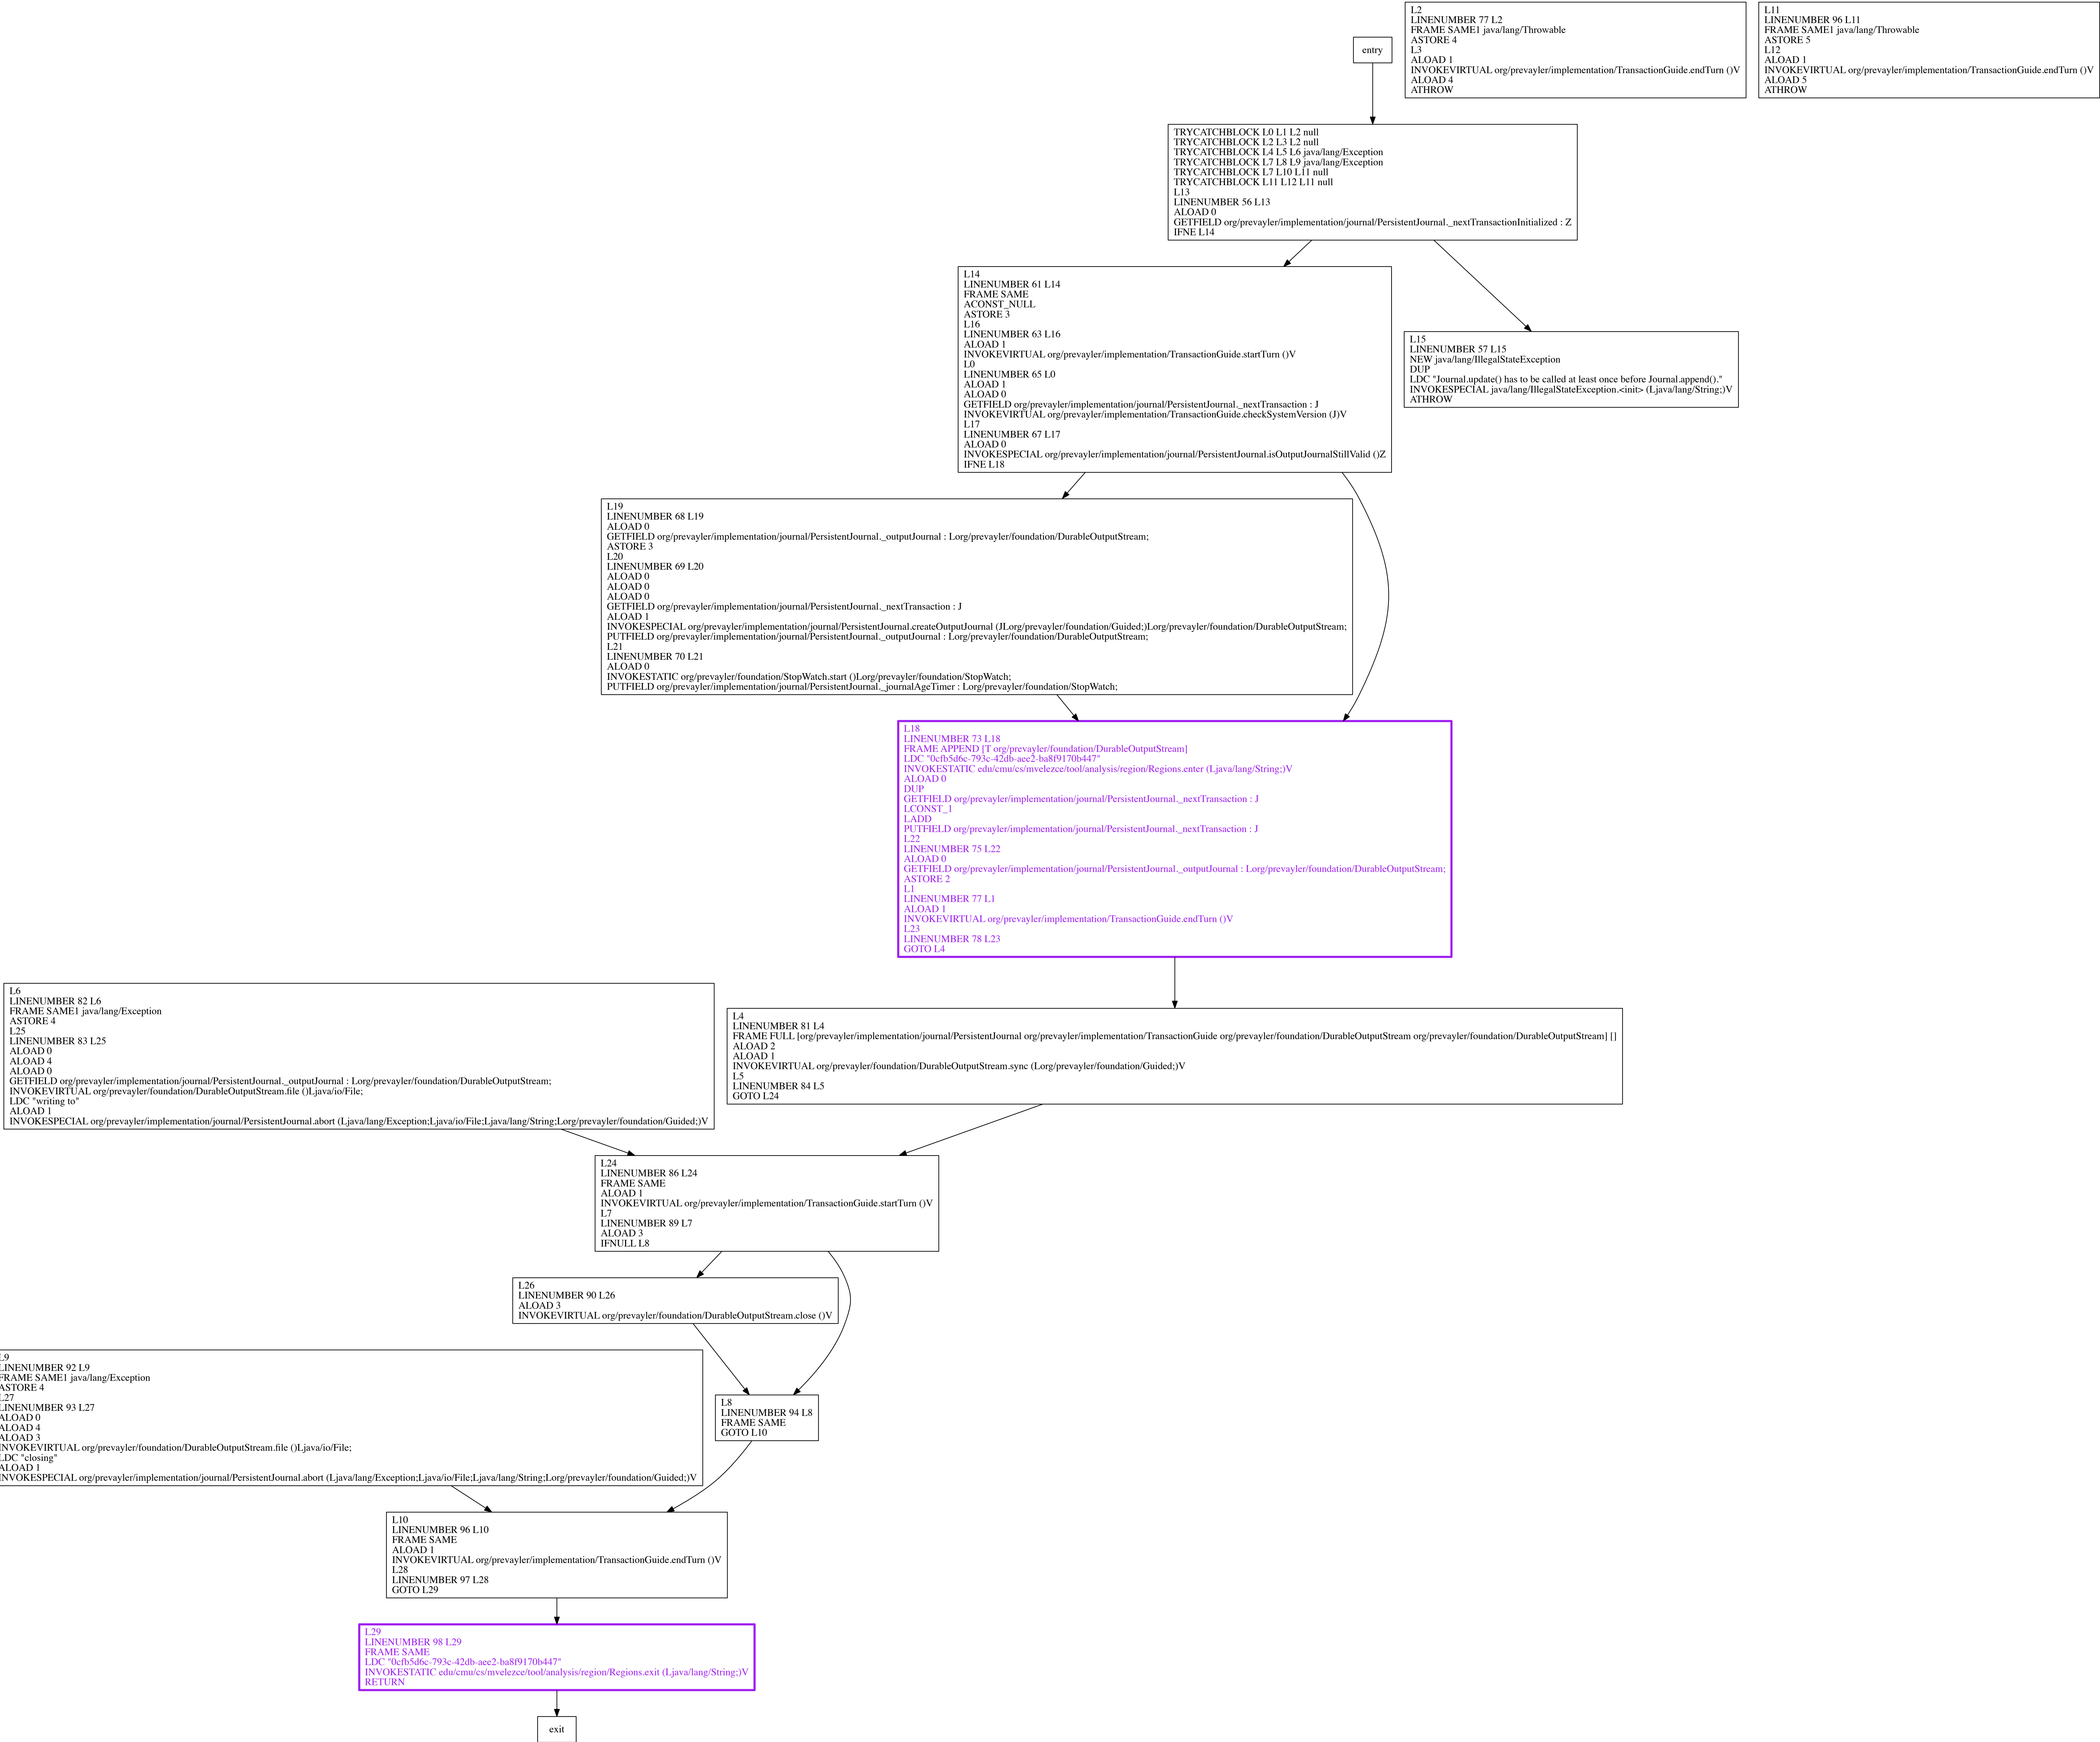 entry
L2
LINENUMBER 77 L2
FRAME SAME1 java/lang/Throwable
ASTORE 4
L3
ALOAD 1
INVOKEVIRTUAL org/prevayler/implementation/TransactionGuide.endTurn ()V
ALOAD 4
ATHROW
L11
LINENUMBER 96 L11
FRAME SAME1 java/lang/Throwable
ASTORE 5
L12
ALOAD 1
INVOKEVIRTUAL org/prevayler/implementation/TransactionGuide.endTurn ()V
ALOAD 5
ATHROW
TRYCATCHBLOCK L0 L1 L2 null
TRYCATCHBLOCK L2 L3 L2 null
TRYCATCHBLOCK L4 L5 L6 java/lang/Exception
TRYCATCHBLOCK L7 L8 L9 java/lang/Exception
TRYCATCHBLOCK L7 L10 L11 null
TRYCATCHBLOCK L11 L12 L11 null
L13
LINENUMBER 56 L13
ALOAD 0
GETFIELD org/prevayler/implementation/journal/PersistentJournal._nextTransactionInitialized : Z
IFNE L14
L14
LINENUMBER 61 L14
FRAME SAME
ACONST_NULL
ASTORE 3
L16
LINENUMBER 63 L16
ALOAD 1
INVOKEVIRTUAL org/prevayler/implementation/TransactionGuide.startTurn ()V
L0
LINENUMBER 65 L0
ALOAD 1
ALOAD 0
GETFIELD org/prevayler/implementation/journal/PersistentJournal._nextTransaction : J
INVOKEVIRTUAL org/prevayler/implementation/TransactionGuide.checkSystemVersion (J)V
L17
LINENUMBER 67 L17
ALOAD 0
INVOKESPECIAL org/prevayler/implementation/journal/PersistentJournal.isOutputJournalStillValid ()Z
IFNE L18
L15
LINENUMBER 57 L15
NEW java/lang/IllegalStateException
DUP
LDC "Journal.update() has to be called at least once before Journal.append()."
INVOKESPECIAL java/lang/IllegalStateException.<init> (Ljava/lang/String;)V
ATHROW
L19
LINENUMBER 68 L19
ALOAD 0
GETFIELD org/prevayler/implementation/journal/PersistentJournal._outputJournal : Lorg/prevayler/foundation/DurableOutputStream;
ASTORE 3
L20
LINENUMBER 69 L20
ALOAD 0
ALOAD 0
ALOAD 0
GETFIELD org/prevayler/implementation/journal/PersistentJournal._nextTransaction : J
ALOAD 1
INVOKESPECIAL org/prevayler/implementation/journal/PersistentJournal.createOutputJournal (JLorg/prevayler/foundation/Guided;)Lorg/prevayler/foundation/DurableOutputStream;
PUTFIELD org/prevayler/implementation/journal/PersistentJournal._outputJournal : Lorg/prevayler/foundation/DurableOutputStream;
L21
LINENUMBER 70 L21
ALOAD 0
INVOKESTATIC org/prevayler/foundation/StopWatch.start ()Lorg/prevayler/foundation/StopWatch;
PUTFIELD org/prevayler/implementation/journal/PersistentJournal._journalAgeTimer : Lorg/prevayler/foundation/StopWatch;
L18
LINENUMBER 73 L18
FRAME APPEND [T org/prevayler/foundation/DurableOutputStream]
LDC "0cfb5d6c-793c-42db-aee2-ba8f9170b447"
INVOKESTATIC edu/cmu/cs/mvelezce/tool/analysis/region/Regions.enter (Ljava/lang/String;)V
ALOAD 0
DUP
GETFIELD org/prevayler/implementation/journal/PersistentJournal._nextTransaction : J
LCONST_1
LADD
PUTFIELD org/prevayler/implementation/journal/PersistentJournal._nextTransaction : J
L22
LINENUMBER 75 L22
ALOAD 0
GETFIELD org/prevayler/implementation/journal/PersistentJournal._outputJournal : Lorg/prevayler/foundation/DurableOutputStream;
ASTORE 2
L1
LINENUMBER 77 L1
ALOAD 1
INVOKEVIRTUAL org/prevayler/implementation/TransactionGuide.endTurn ()V
L23
LINENUMBER 78 L23
GOTO L4
L6
LINENUMBER 82 L6
FRAME SAME1 java/lang/Exception
ASTORE 4
L25
LINENUMBER 83 L25
ALOAD 0
ALOAD 4
ALOAD 0
GETFIELD org/prevayler/implementation/journal/PersistentJournal._outputJournal : Lorg/prevayler/foundation/DurableOutputStream;
INVOKEVIRTUAL org/prevayler/foundation/DurableOutputStream.file ()Ljava/io/File;
LDC "writing to"
ALOAD 1
INVOKESPECIAL org/prevayler/implementation/journal/PersistentJournal.abort (Ljava/lang/Exception;Ljava/io/File;Ljava/lang/String;Lorg/prevayler/foundation/Guided;)V
L4
LINENUMBER 81 L4
FRAME FULL [org/prevayler/implementation/journal/PersistentJournal org/prevayler/implementation/TransactionGuide org/prevayler/foundation/DurableOutputStream org/prevayler/foundation/DurableOutputStream] []
ALOAD 2
ALOAD 1
INVOKEVIRTUAL org/prevayler/foundation/DurableOutputStream.sync (Lorg/prevayler/foundation/Guided;)V
L5
LINENUMBER 84 L5
GOTO L24
L24
LINENUMBER 86 L24
FRAME SAME
ALOAD 1
INVOKEVIRTUAL org/prevayler/implementation/TransactionGuide.startTurn ()V
L7
LINENUMBER 89 L7
ALOAD 3
IFNULL L8
L26
LINENUMBER 90 L26
ALOAD 3
INVOKEVIRTUAL org/prevayler/foundation/DurableOutputStream.close ()V
L9
LINENUMBER 92 L9
FRAME SAME1 java/lang/Exception
ASTORE 4
L27
LINENUMBER 93 L27
ALOAD 0
ALOAD 4
ALOAD 3
INVOKEVIRTUAL org/prevayler/foundation/DurableOutputStream.file ()Ljava/io/File;
LDC "closing"
ALOAD 1
INVOKESPECIAL org/prevayler/implementation/journal/PersistentJournal.abort (Ljava/lang/Exception;Ljava/io/File;Ljava/lang/String;Lorg/prevayler/foundation/Guided;)V
L8
LINENUMBER 94 L8
FRAME SAME
GOTO L10
L10
LINENUMBER 96 L10
FRAME SAME
ALOAD 1
INVOKEVIRTUAL org/prevayler/implementation/TransactionGuide.endTurn ()V
L28
LINENUMBER 97 L28
GOTO L29
L29
LINENUMBER 98 L29
FRAME SAME
LDC "0cfb5d6c-793c-42db-aee2-ba8f9170b447"
INVOKESTATIC edu/cmu/cs/mvelezce/tool/analysis/region/Regions.exit (Ljava/lang/String;)V
RETURN
exit